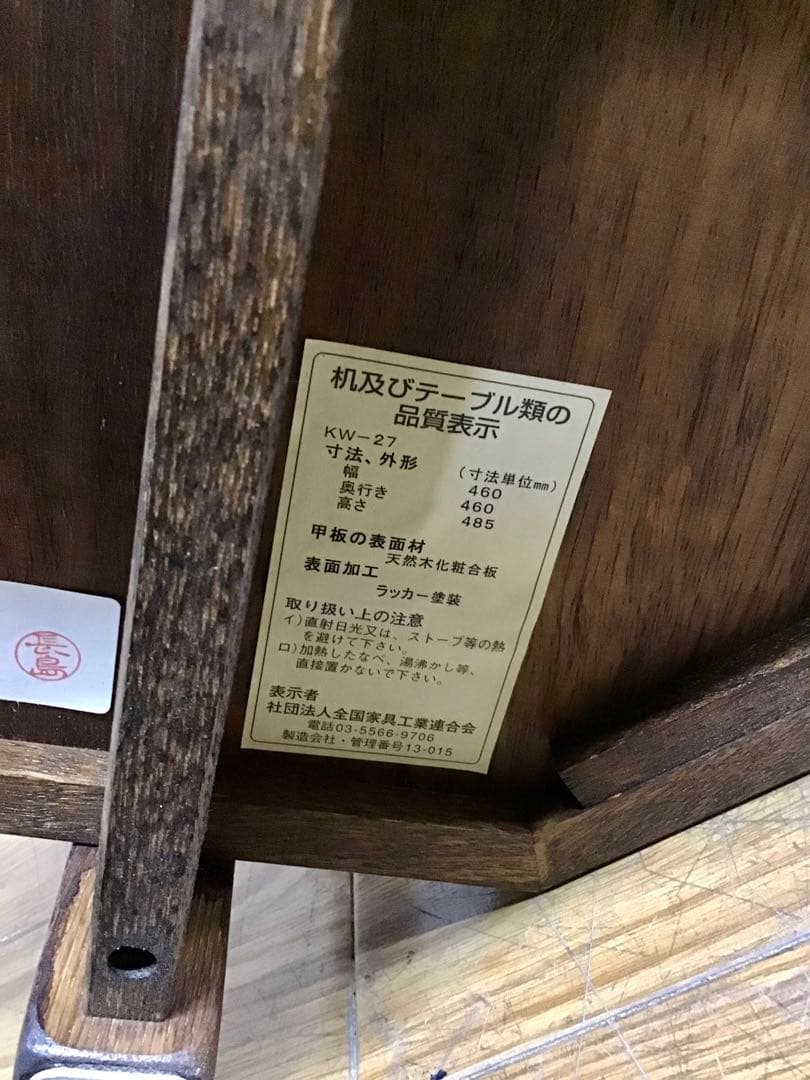 机及びテーブル類の
品質表示
KW-27
寸法、外形 (寸法単位㎜)
幅 460
奥行き 460
高さ 485
甲板の表面材
天然木化粧合板
表面加工
ラッカー塗装
取り扱い上の注意
イ)直射日光又は、ストーブ等の熱
を避けて下さい。
ロ)加熱したなべ、湯沸かし等、
直接置かないで下さい。
表示者
社団法人全国家具工業連合会
電話03-5566-9706
製造会社・管理番号13-015
長島